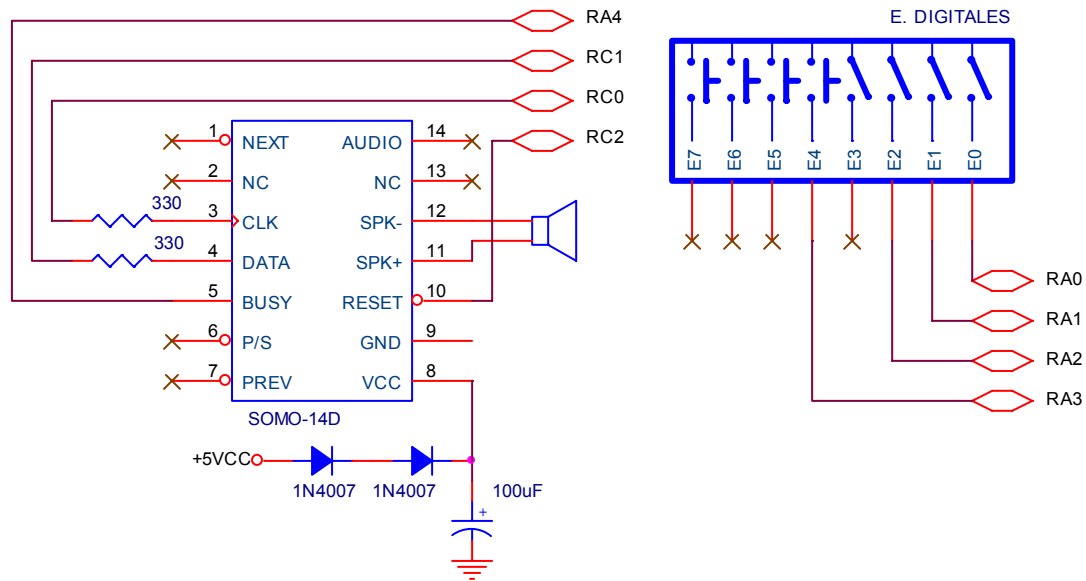 RA4
RC1
RC0
RC2
1 NEXT AUDIO 14
2 NC NC 13
330
3 CLK SPK- 12
330
4 DATA SPK+ 11
5 BUSY RESET 10
6 P/S GND 9
7 PREV VCC 8
SOMO-14D
+5VCC
1N4007 1N4007 100uF
+
E. DIGITALES
E7 E6 E5 E4 E3 E2 E1 E0
RA0
RA1
RA2
RA3